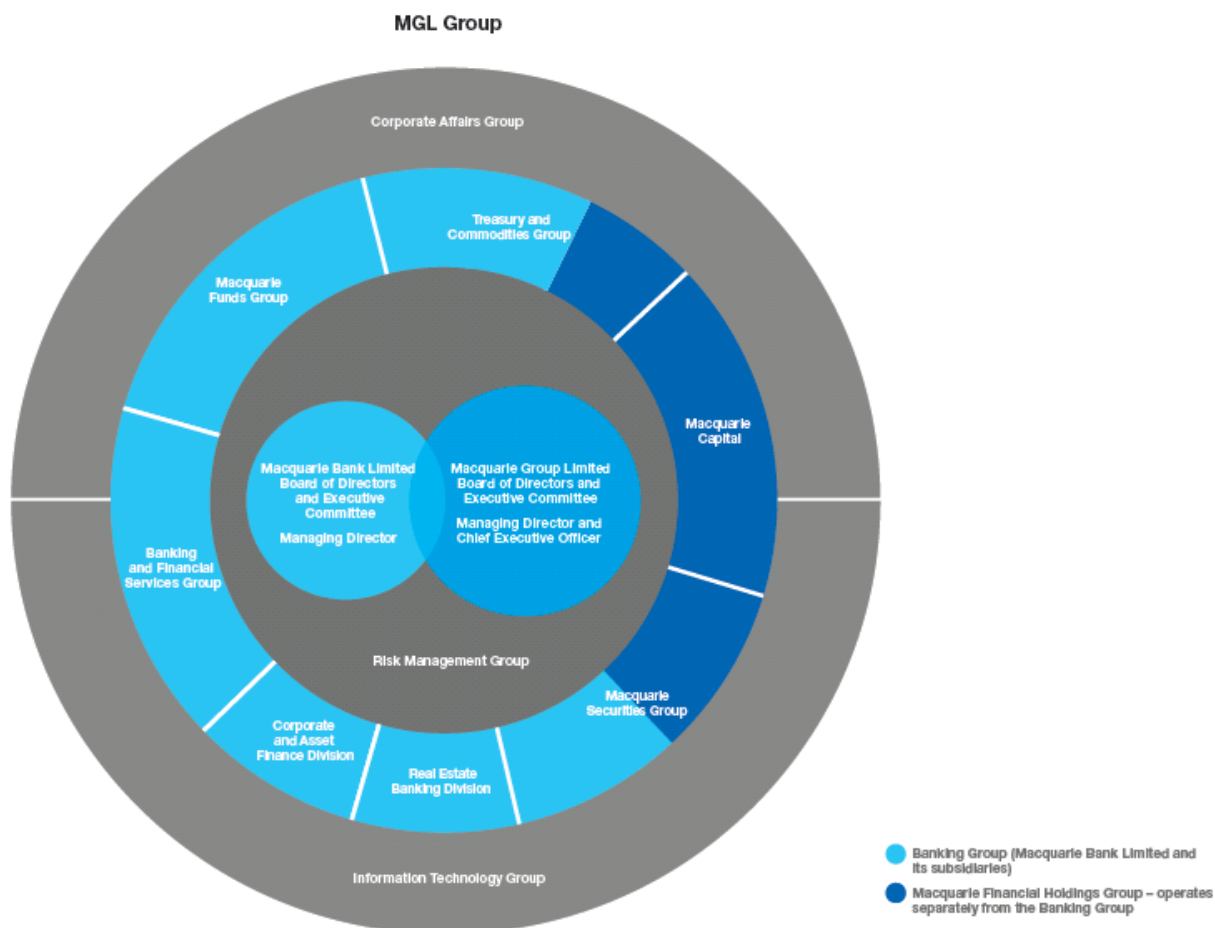 MGL Group
Corporate Affairs Group
Treasury and
Commodities Group
Macquarie
Funds Group
Macquarie
Capital
Macquarie Bank Limited
Board of Directors
and Executive
Committee
Managing Director
Macquarie Group Limited
Board of Directors and
Executive Committee
Managing Director and
Chief Executive Officer
Banking
and Financial
Services Group
Risk Management Group
Macquarie
Securities Group
Corporate
and Asset
Finance Division
Real Estate
Banking Division
Information Technology Group
Banking Group (Macquarie Bank Limited and
its subsidiaries)
Macquarie Financial Holdings Group – operates
separately from the Banking Group